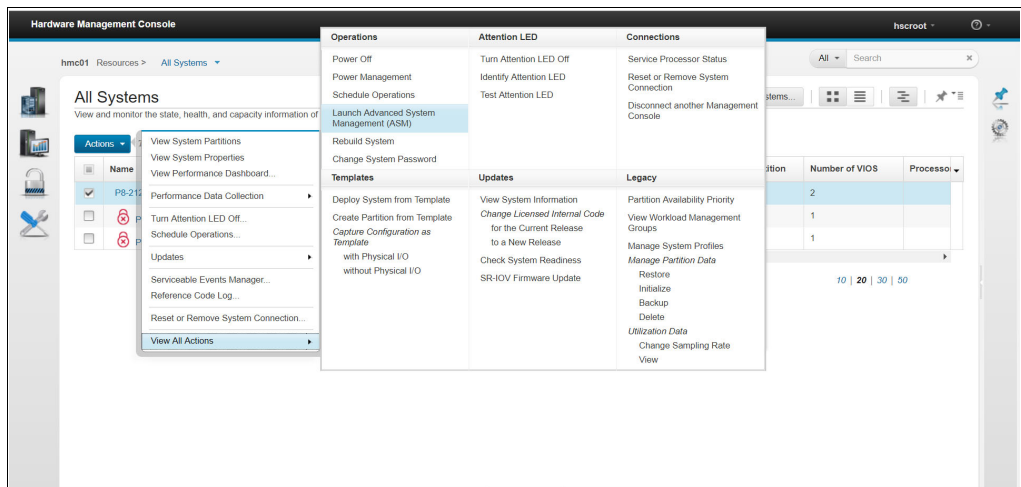 Hardware Management Console
hscroot
hmc01 Resources > All Systems
All
Search
All Systems
View and monitor the state, health, and capacity information of
Actions
Name
Number of VIOS
2
1
1
10 | 20 | 30 | 50
View System Partitions
View System Properties
View Performance Dashboard...
Performance Data Collection
Turn Attention LED Off...
Schedule Operations...
Updates
Serviceable Events Manager...
Reference Code Log...
Reset or Remove System Connection...
View All Actions
Operations
Power Off
Power Management
Schedule Operations
Launch Advanced System
Management (ASM)
Rebuild System
Change System Password
Attention LED
Turn Attention LED Off
Identify Attention LED
Test Attention LED
Connections
Service Processor Status
Reset or Remove System
Connection
Disconnect another Management
Console
Templates
Deploy System from Template
Create Partition from Template
Capture Configuration as
Template
with Physical I/O
without Physical I/O
Updates
View System Information
Change Licensed Internal Code
for the Current Release
to a New Release
Check System Readiness
SR-IOV Firmware Update
Legacy
Partition Availability Priority
View Workload Management
Groups
Manage System Profiles
Manage Partition Data
Restore
Initialize
Backup
Delete
Utilization Data
Change Sampling Rate
View